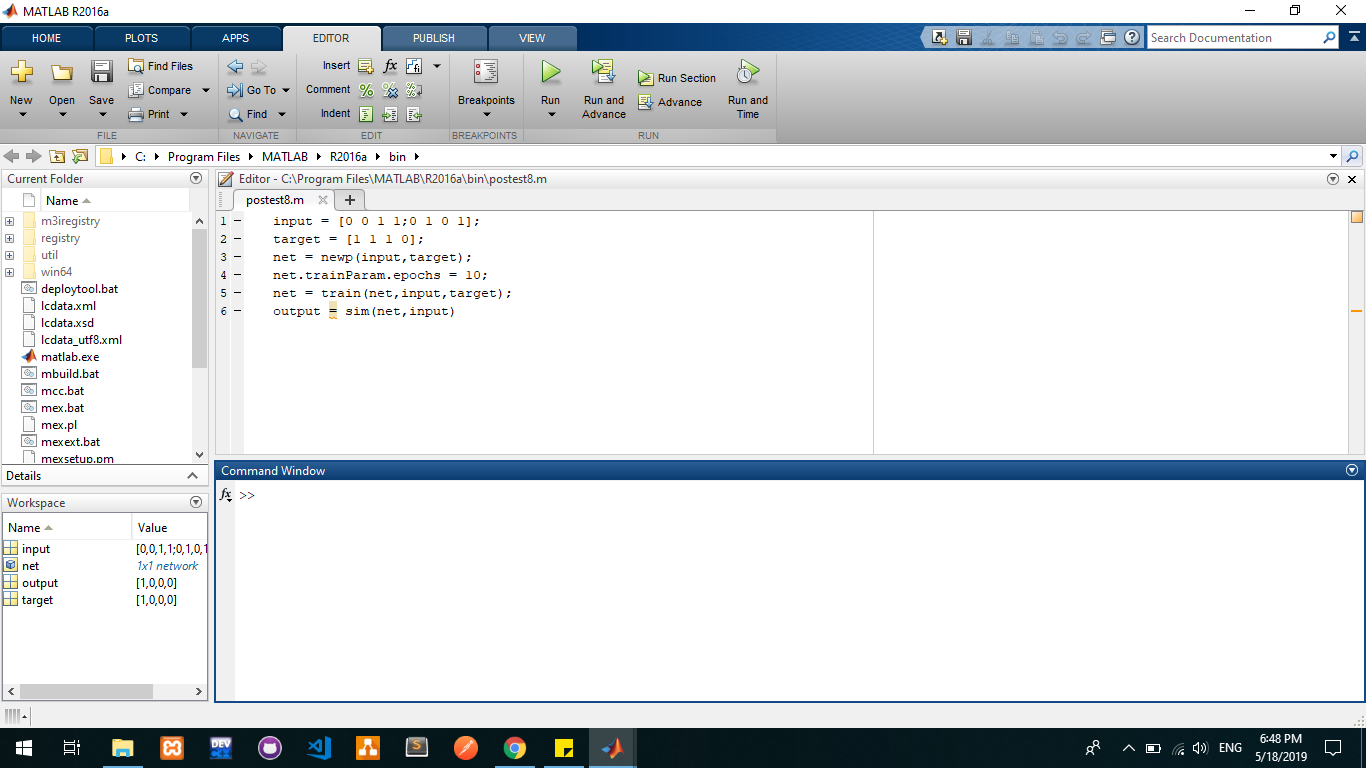 MATLAB R2016a
HOME PLOTS APPS EDITOR PUBLISH VIEW
Search Documentation
New Open Save
Find Files
Compare
Print
FILE
Go To
Find
NAVIGATE
Insert fx
Comment
Indent
EDIT
Breakpoints
BREAKPOINTS
Run
Run and Advance
Run Section
Advance
Run and Time
RUN
C: Program Files MATLAB R2016a bin
Current Folder
Name
m3iregistry
registry
util
win64
deploytool.bat
lcdata.xml
lcdata.xsd
lcdata_utf8.xml
matlab.exe
mbuild.bat
mcc.bat
mex.bat
mex.pl
mexext.bat
mexsetup.pm
Details
Workspace
Name Value
input [0,0,1,1;0,1,0,1
net 1x1 network
output [1,0,0,0]
target [1,0,0,0]
Editor - C:\Program Files\MATLAB\R2016a\bin\postest8.m
postest8.m
1 input = [0 0 1 1;0 1 0 1];
2 target = [1 1 1 0];
3 net = newp(input,target);
4 net.trainParam.epochs = 10;
5 net = train(net,input,target);
6 output = sim(net,input)
Command Window
fx >>
DEV
ENG
6:48 PM
5/18/2019